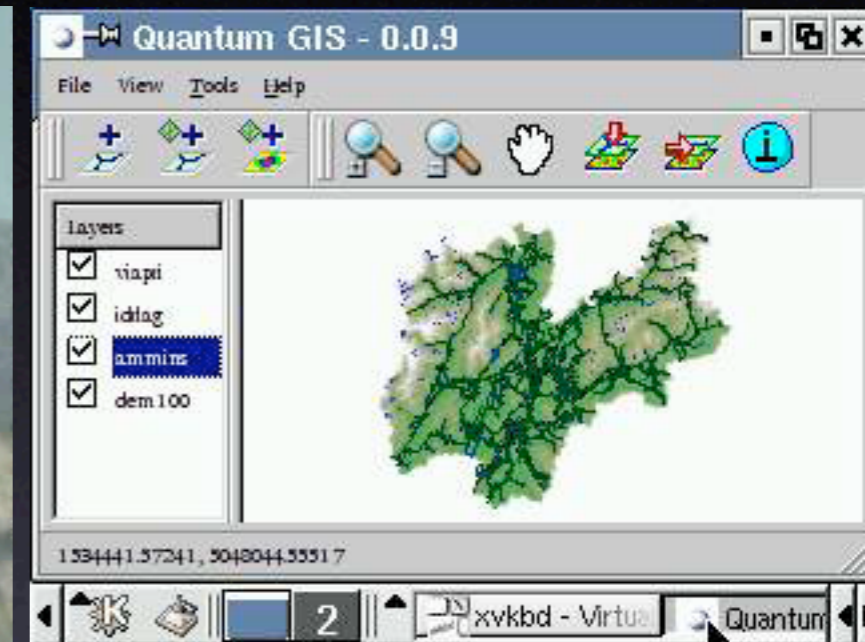 Quantum GIS - 0.0.9
File View Tools Help
Layers
viapri
iddag
ammins
dem100
1534441.57241, 5048044.55517
2 xvkbd - Virtua Quantum